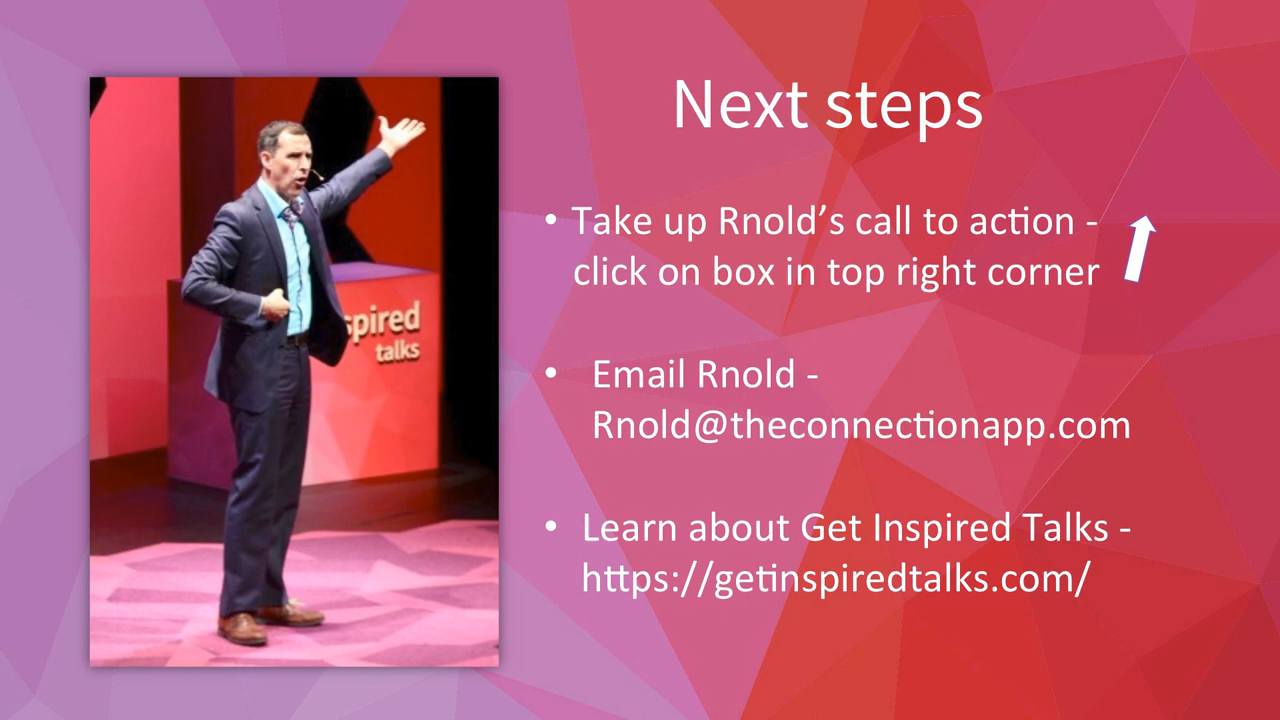 Next steps
• Take up Rnold’s call to action -
click on box in top right corner
• Email Rnold -
Rnold@theconnectionapp.com
• Learn about Get Inspired Talks -
https://getinspiredtalks.com/
spired
talks